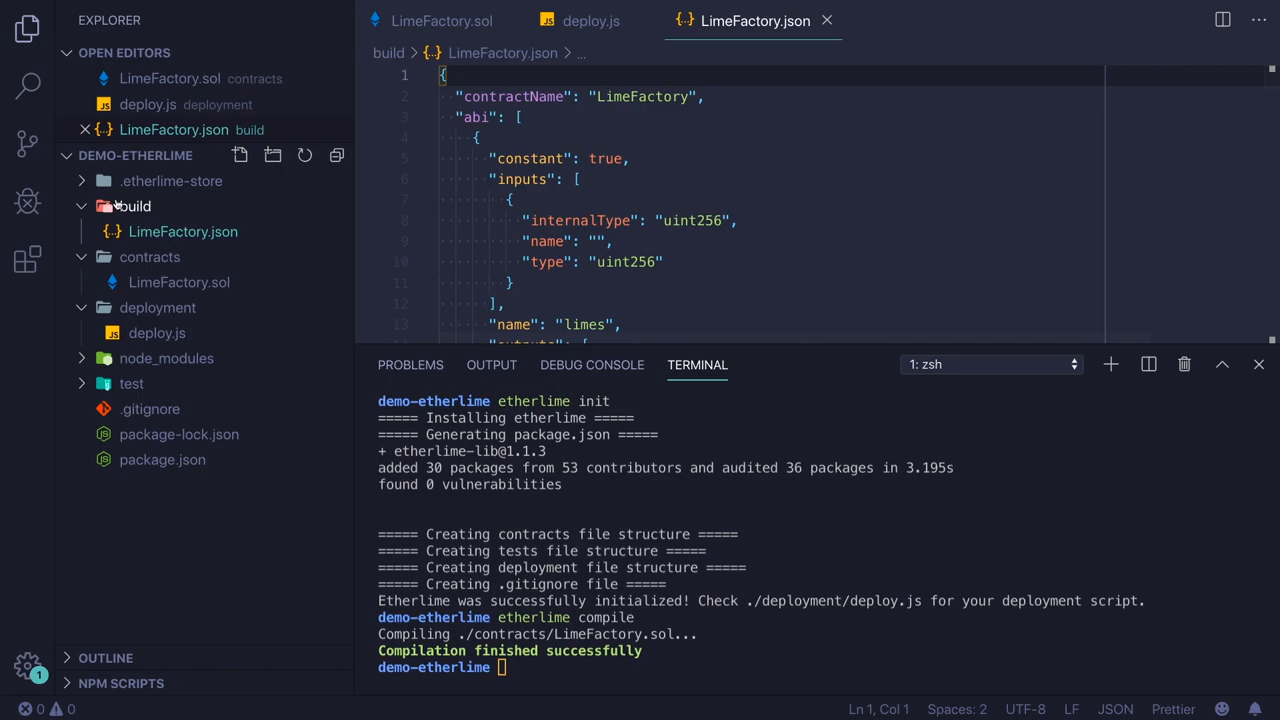 EXPLORER
OPEN EDITORS
LimeFactory.sol contracts
deploy.js deployment
LimeFactory.json build
DEMO-ETHERLIME
.etherlime-store
build
LimeFactory.json
contracts
LimeFactory.sol
deployment
JS deploy.js
node_modules
test
.gitignore
package-lock.json
package.json
OUTLINE
NPM SCRIPTS
1
LimeFactory.sol
JS deploy.js
{..} LimeFactory.json
build > {..} LimeFactory.json > ...
1 {
2 "contractName": "LimeFactory",
3 "abi": [
4 {
5 "constant": true,
6 "inputs": [
7 {
8 "internalType": "uint256",
9 "name": "",
10 "type": "uint256"
11 }
12 ],
13 "name": "limes",
PROBLEMS OUTPUT DEBUG CONSOLE TERMINAL 1: zsh
demo-etherlime etherlime init
===== Installing etherlime =====
===== Generating package.json =====
+ etherlime-lib@1.1.3
added 30 packages from 53 contributors and audited 36 packages in 3.195s
found 0 vulnerabilities
===== Creating contracts file structure =====
===== Creating tests file structure =====
===== Creating deployment file structure =====
===== Creating .gitignore file =====
Etherlime was successfully initialized! Check ./deployment/deploy.js for your deployment script.
demo-etherlime etherlime compile
Compiling ./contracts/LimeFactory.sol...
Compilation finished successfully
demo-etherlime
0 0 Ln 1, Col 1 Spaces: 2 UTF-8 LF JSON Prettier